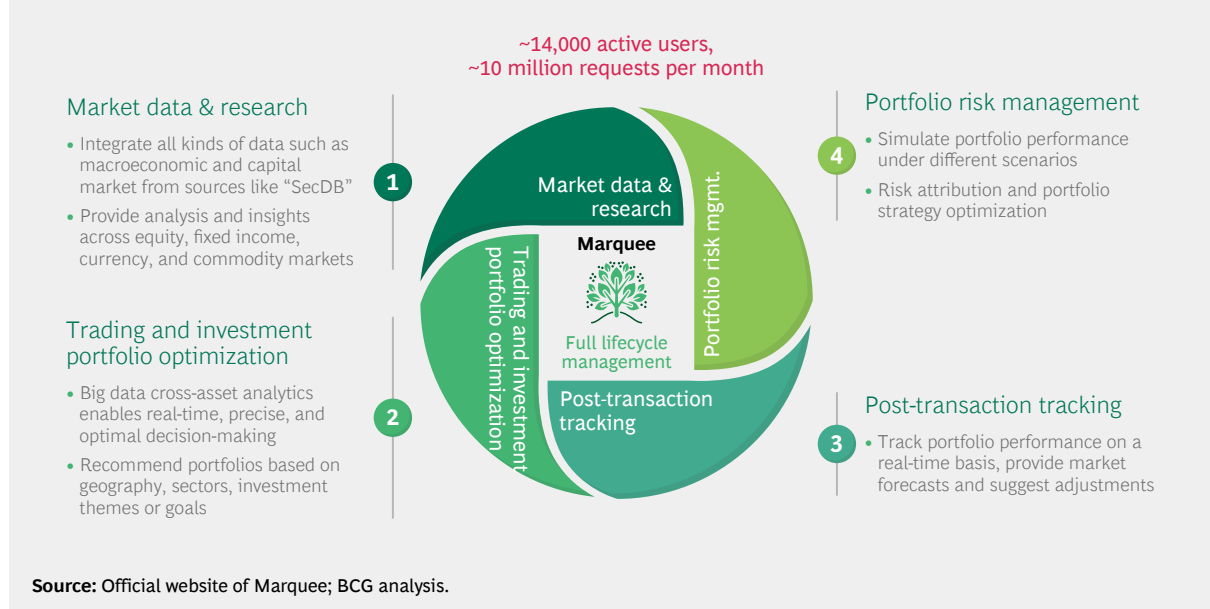 ~14,000 active users,
~10 million requests per month
Market data & research
• Integrate all kinds of data such as
macroeconomic and capital
market from sources like “SecDB”
• Provide analysis and insights
across equity, fixed income,
currency, and commodity markets
1
Trading and investment
portfolio optimization
• Big data cross-asset analytics
enables real-time, precise, and
optimal decision-making
• Recommend portfolios based on
geography, sectors, investment
themes or goals
2
Market data &
research
Portfolio risk mgmt.
Trading and investment
portfolio optimization
Post-transaction
tracking
Marquee
Full lifecycle
management
4
Portfolio risk management
• Simulate portfolio performance
under different scenarios
• Risk attribution and portfolio
strategy optimization
3
Post-transaction tracking
• Track portfolio performance on a
real-time basis, provide market
forecasts and suggest adjustments
Source: Official website of Marquee; BCG analysis.